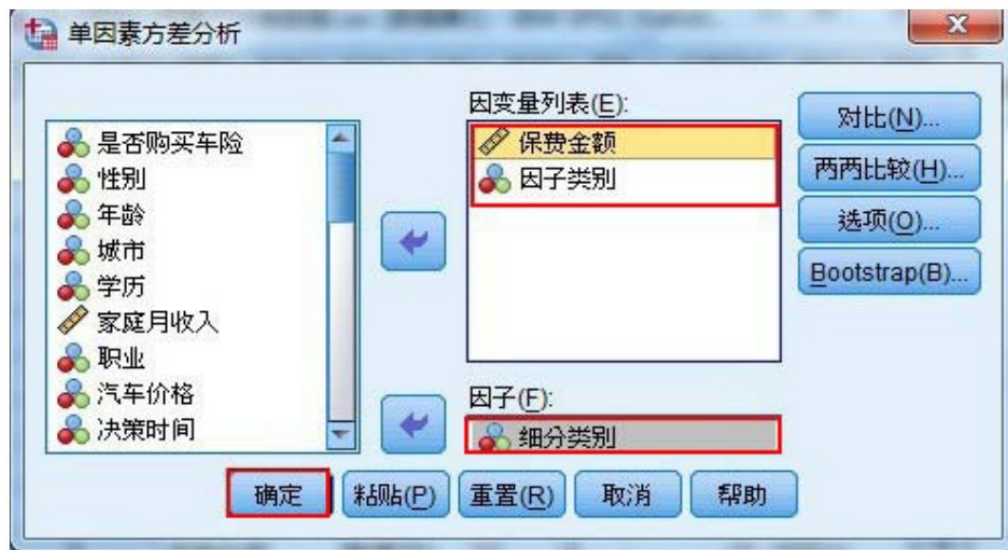 单因素方差分析
是否购买车险
性别
年龄
城市
学历
家庭月收入
职业
汽车价格
决策时间
因变量列表(E):
保费金额
因子类别
因子(F):
细分类别
对比(N)...
两两比较(H)...
选项(O)...
Bootstrap(B)...
确定
粘贴(P)
重置(R)
取消
帮助